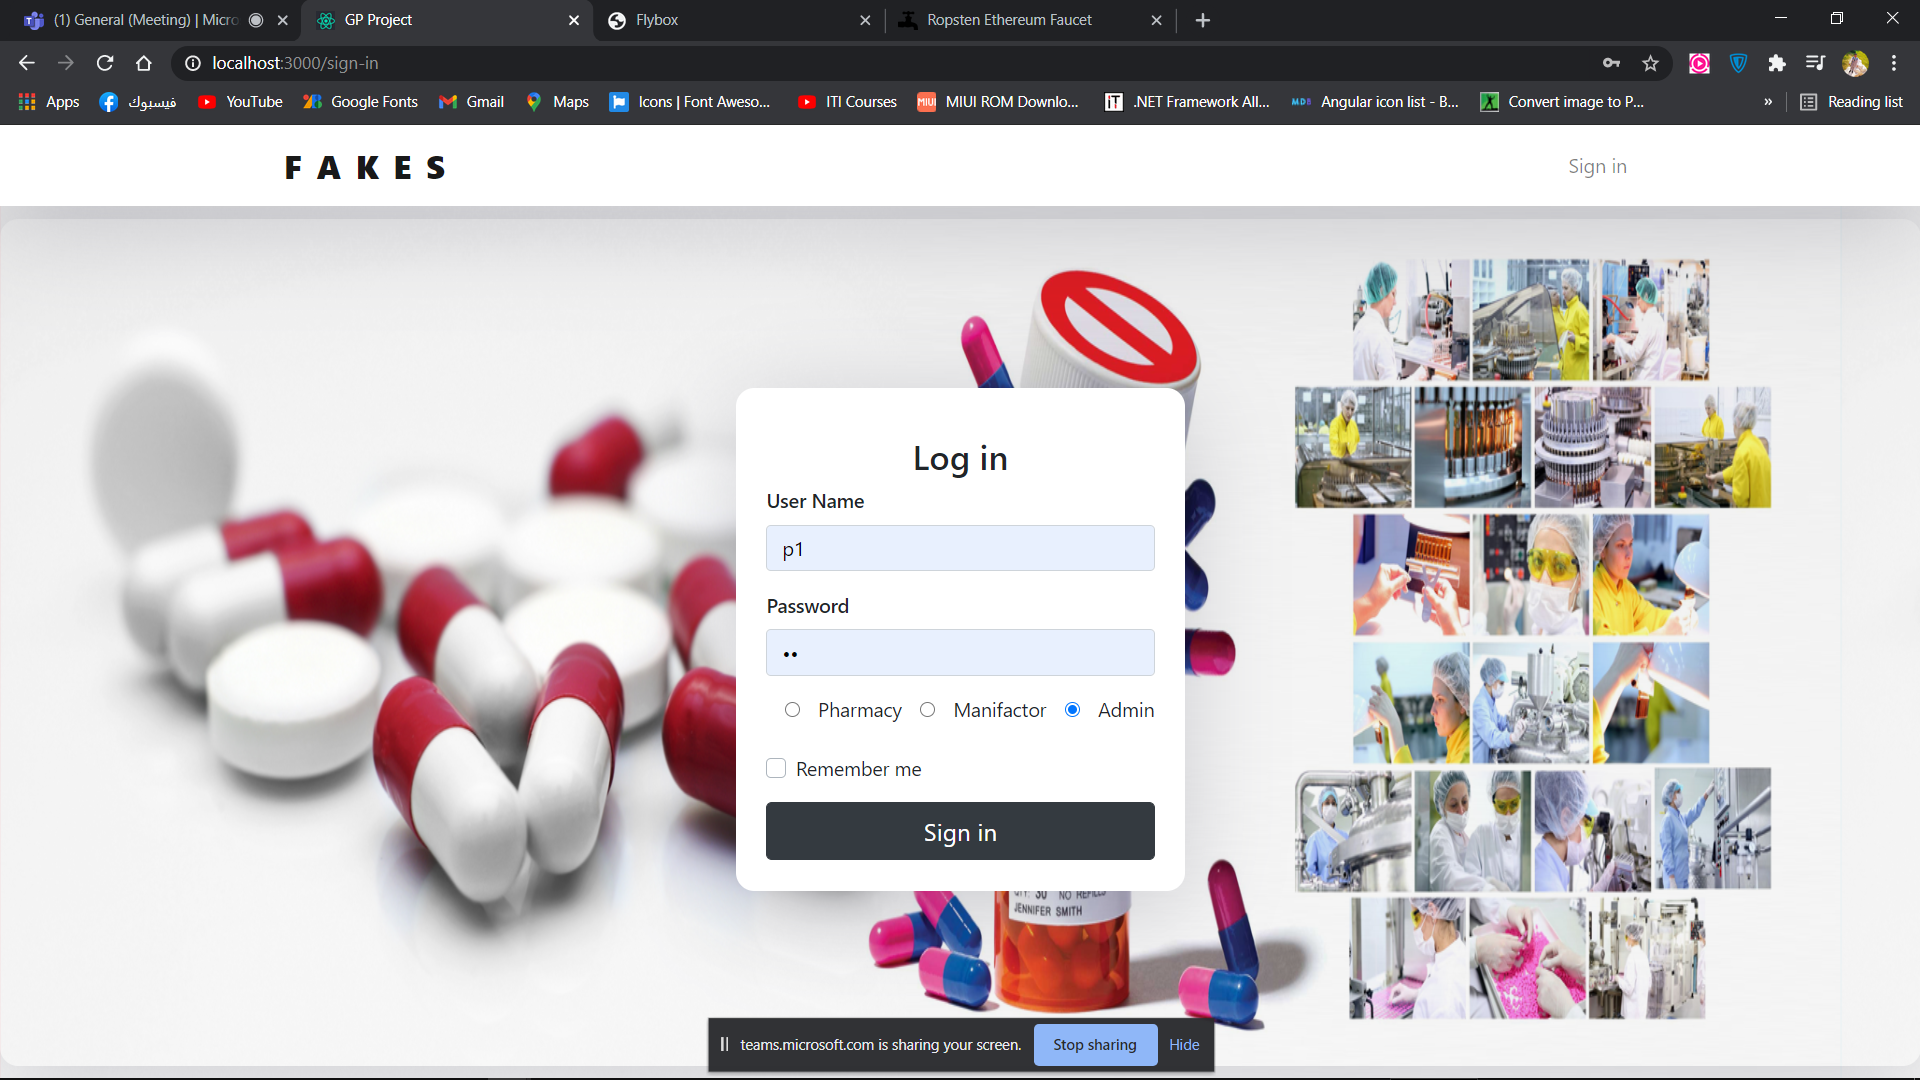 (1) General (Meeting) | Micro
GP Project
Flybox
Ropsten Ethereum Faucet
localhost:3000/sign-in
Apps
فيسبوك
YouTube
Google Fonts
Gmail
Maps
Icons | Font Aweso...
ITI Courses
MIUI ROM Downlo...
.NET Framework All...
Angular icon list - B...
Convert image to P...
»
Reading list
FAKES
Sign in
Log in
User Name
p1
Password
••
Pharmacy
Manifactor
Admin
Remember me
Sign in
QTY: 30 NO REFILLS
JENNIFER SMITH
teams.microsoft.com is sharing your screen.
Stop sharing
Hide